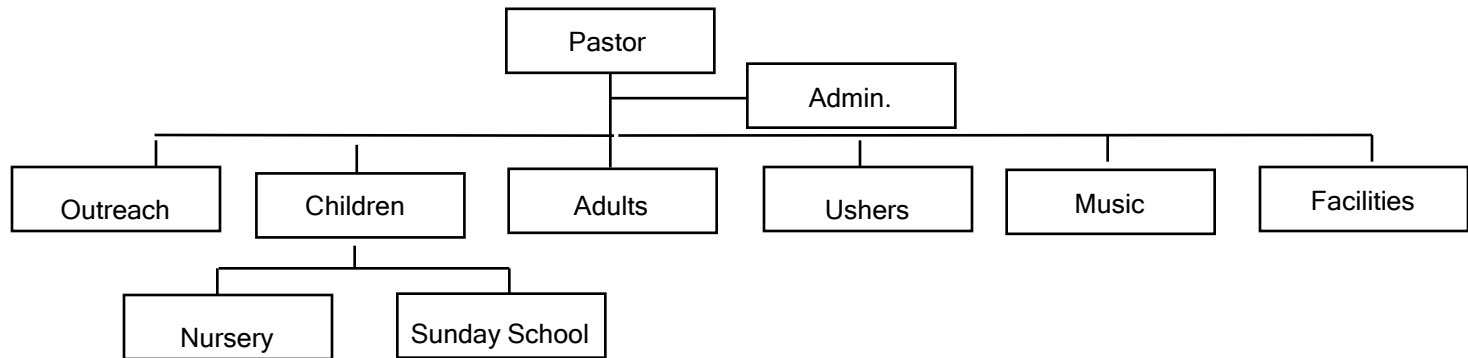 Pastor
Admin.
Outreach
Children
Adults
Ushers
Music
Facilities
Nursery
Sunday School